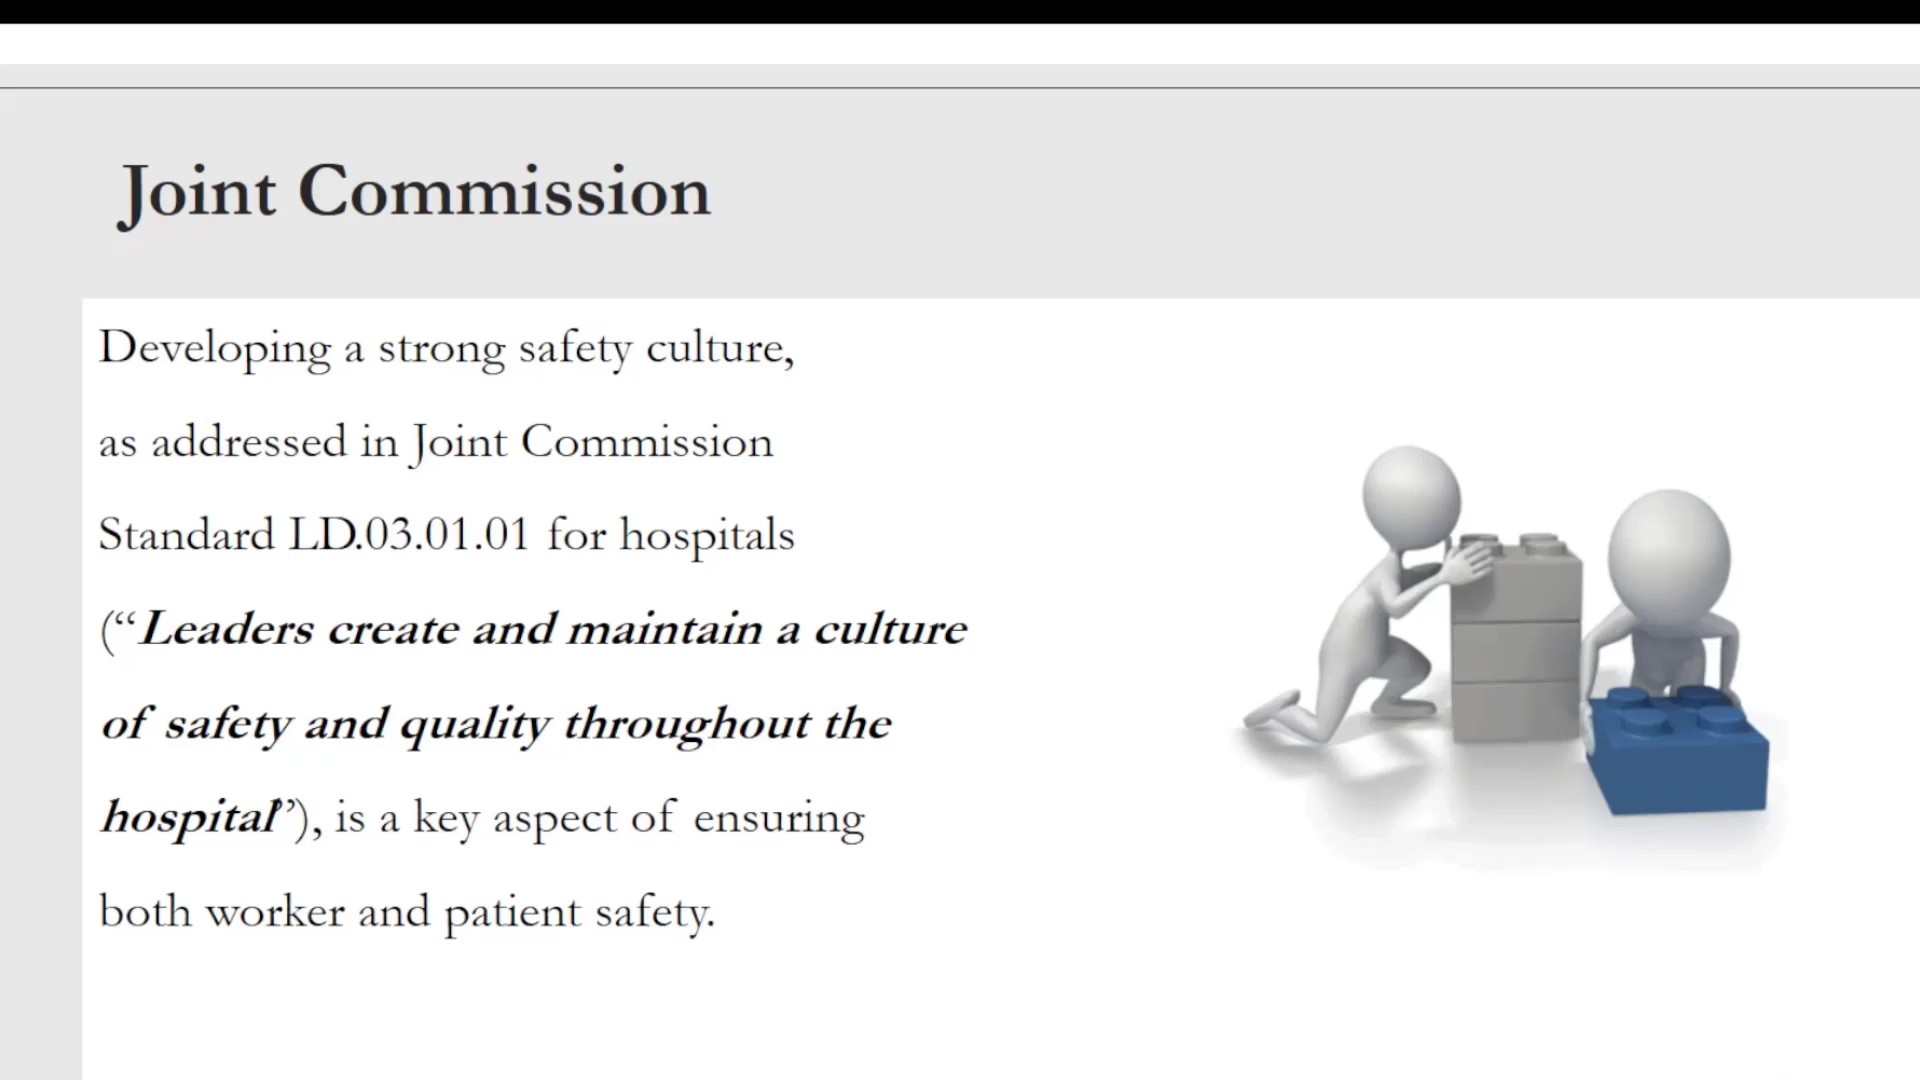 Joint Commission
Developing a strong safety culture,
as addressed in Joint Commission
Standard LD.03.01.01 for hospitals
(“Leaders create and maintain a culture
of safety and quality throughout the
hospital”), is a key aspect of ensuring
both worker and patient safety.